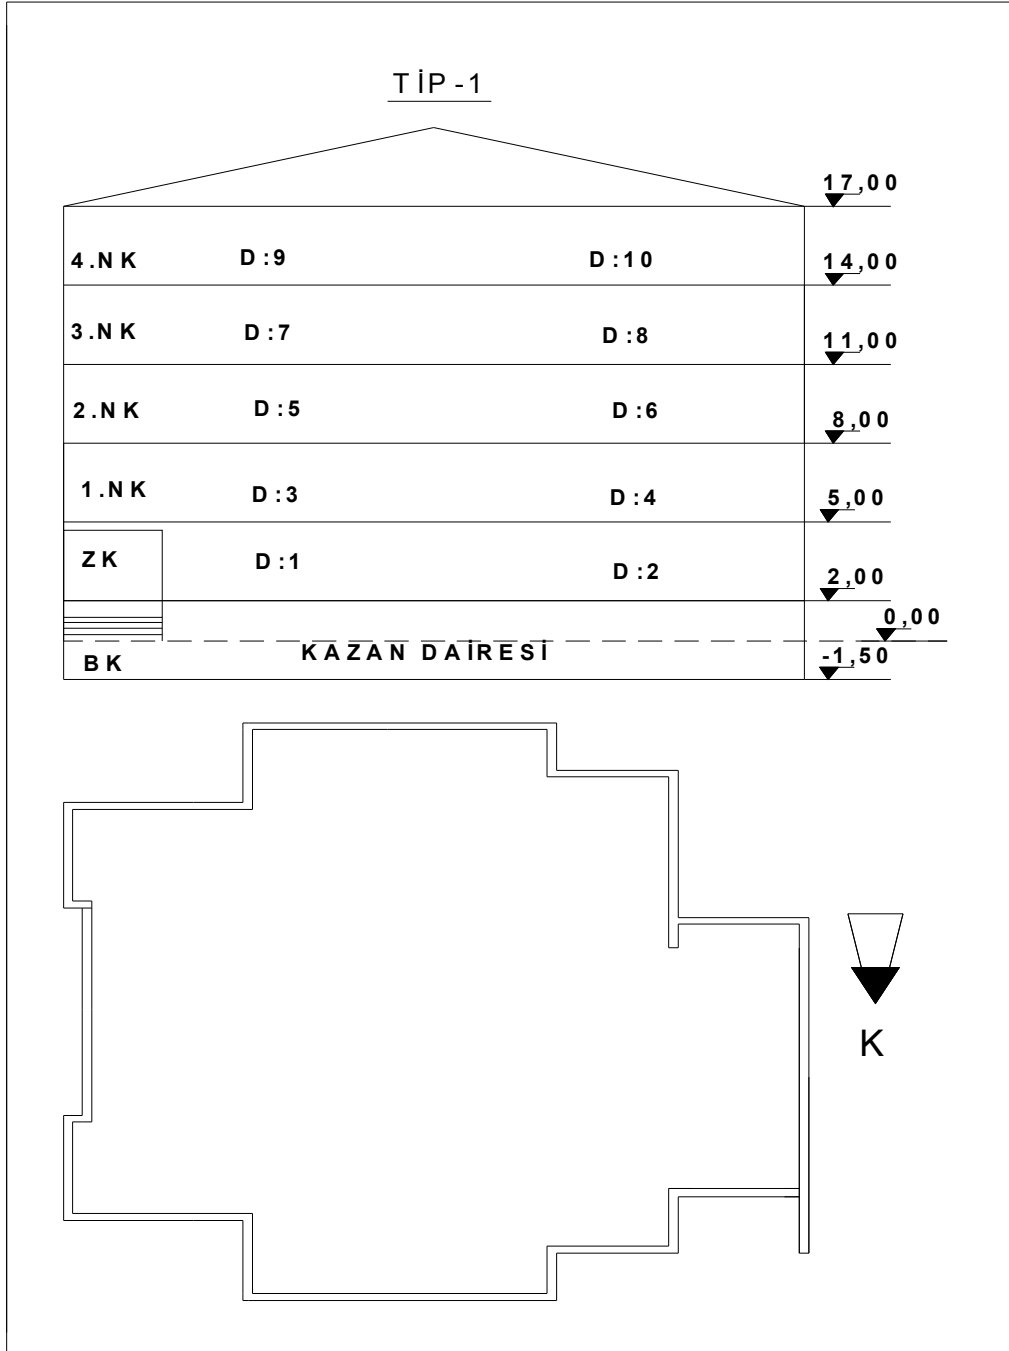 TİP-1
17,00
4.NK D:9 D:10 14,00
3.NK D:7 D:8 11,00
2.NK D:5 D:6 8,00
1.NK D:3 D:4 5,00
ZK D:1 D:2 2,00
0,00
BK KAZAN DAİRESİ -1,50
K